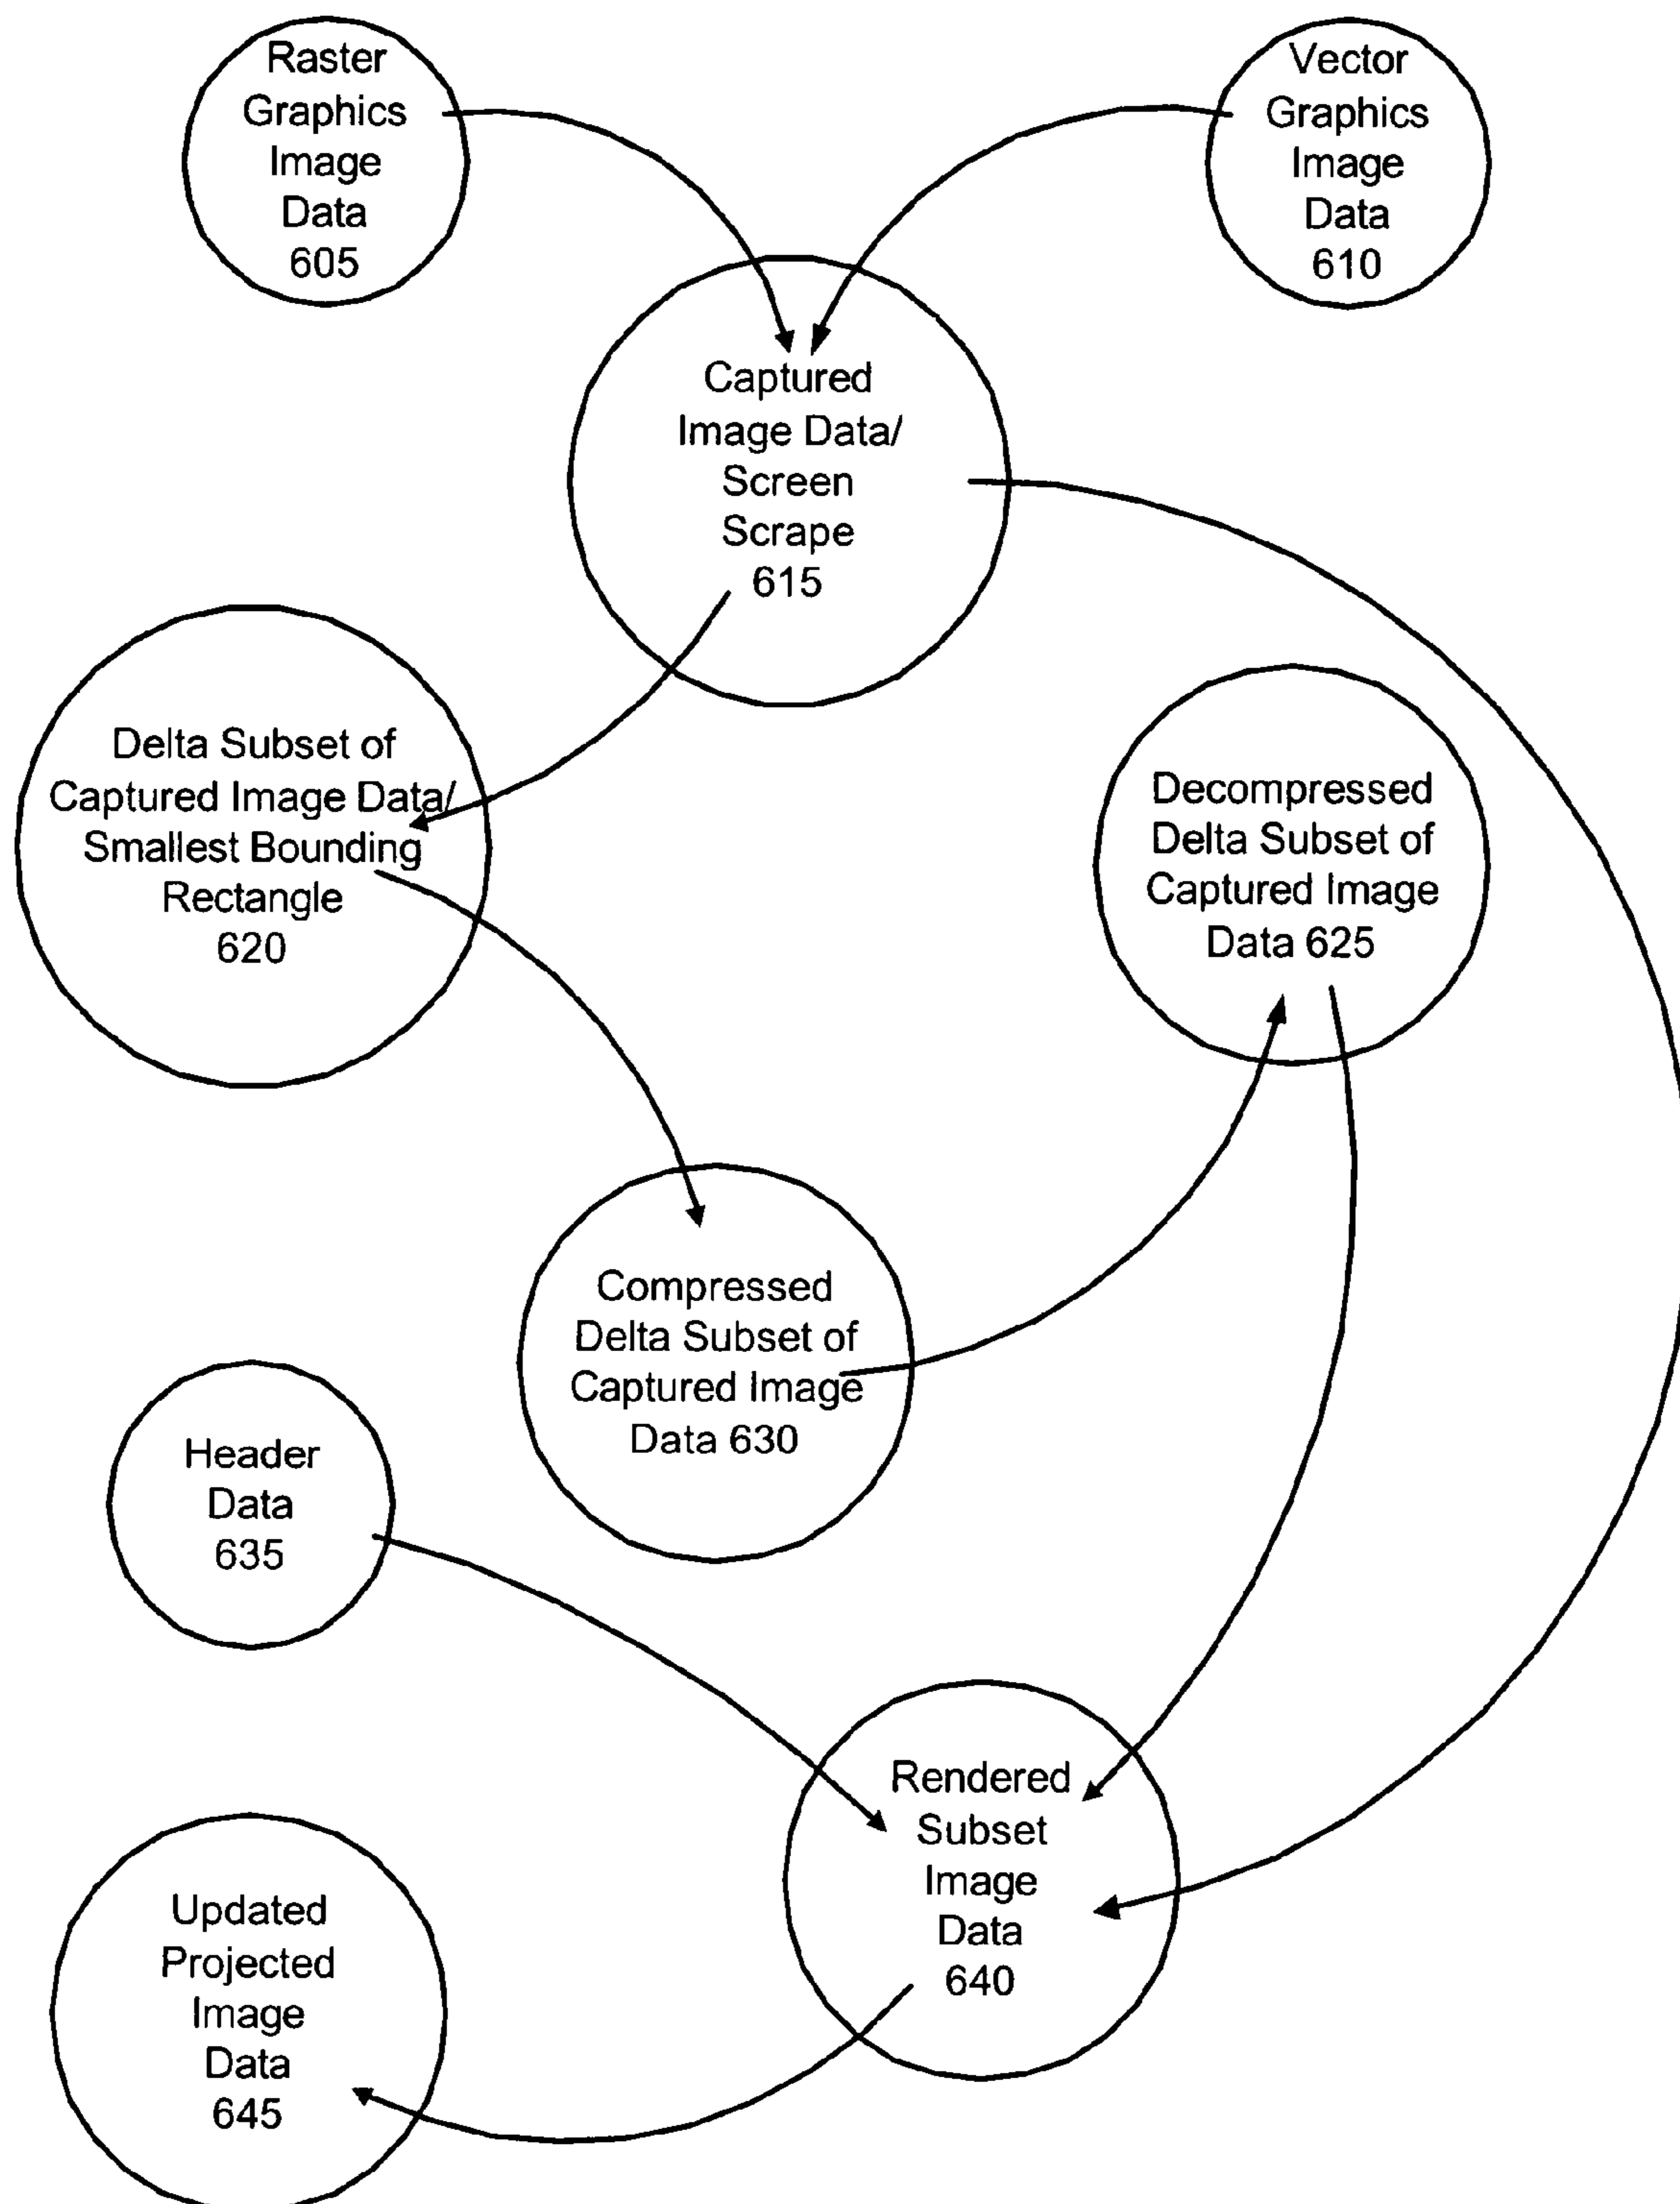 Raster
Graphics
Image
Data
605
Vector
Graphics
Image
Data
610
Captured
Image Data/
Screen
Scrape
615
Delta Subset of
Captured Image Data/
Smallest Bounding
Rectangle
620
Decompressed
Delta Subset of
Captured Image
Data 625
Compressed
Delta Subset of
Captured Image
Data 630
Header
Data
635
Rendered
Subset
Image
Data
640
Updated
Projected
Image
Data
645